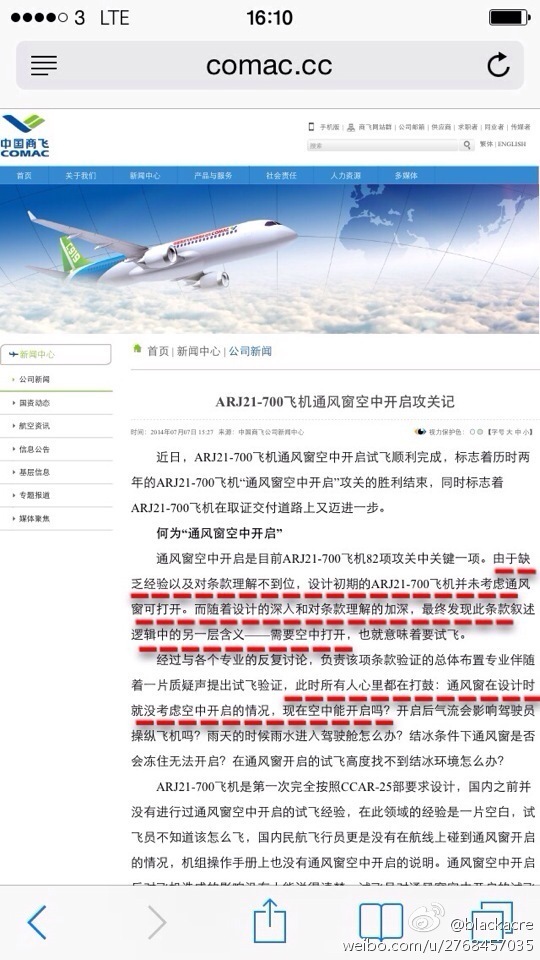 3 LTE 16:10
comac.cc
手机版 | 商飞网站群 | 公司邮箱 | 供应商 | 求职者 | 同业者 | 传媒者
中国商飞
COMAC
搜索
繁体 | ENGLISH
首页 关于我们 新闻中心 产品与服务 社会责任 人力资源 多媒体
C919
新闻中心
首页 | 新闻中心 | 公司新闻
公司新闻
国资动态
航空资讯
信息公告
基层信息
专题报道
媒体聚焦
ARJ21-700飞机通风窗空中开启攻关记
时间：2014年07月07日 15:27 来源：中国商飞公司新闻中心 视力保护色： 【字号 大 中 小】
近日，ARJ21-700飞机通风窗空中开启试飞顺利完成，标志着历时两
年的ARJ21-700飞机“通风窗空中开启”攻关的胜利结束，同时标志着
ARJ21-700飞机在取证交付道路上又迈进一步。
何为“通风窗空中开启”
通风窗空中开启是目前ARJ21-700飞机82项攻关中关键一项。由于缺
乏经验以及对条款理解不到位，设计初期的ARJ21-700飞机并未考虑通风
窗可打开。而随着设计的深入和对条款理解的加深，最终发现此条款叙述
逻辑中的另一层含义——需要空中打开，也就意味着要试飞。
经过与各个专业的反复讨论，负责该项条款验证的总体布置专业伴随
着一片质疑声提出试飞验证，此时所有人心里都在打鼓：通风窗在设计时
就没考虑空中开启的情况，现在空中能开启吗？开启后气流会影响驾驶员
操纵飞机吗？雨天的时候雨水进入驾驶舱怎么办？结冰条件下通风窗是否
会冻住无法开启？在通风窗开启的试飞高度找不到结冰环境怎么办？
ARJ21-700飞机是第一次完全按照CCAR-25部要求设计，国内之前并
没有进行过通风窗空中开启的试飞经验，在此领域的经验是一片空白，试
飞员不知道该怎么飞，国内民航飞行员更是没有在航线上碰到通风窗开启
的情况，机组操作手册上也没有通风窗空中开启的说明。通风窗空中开启
@blackacre
weibo.com/u/2768457035